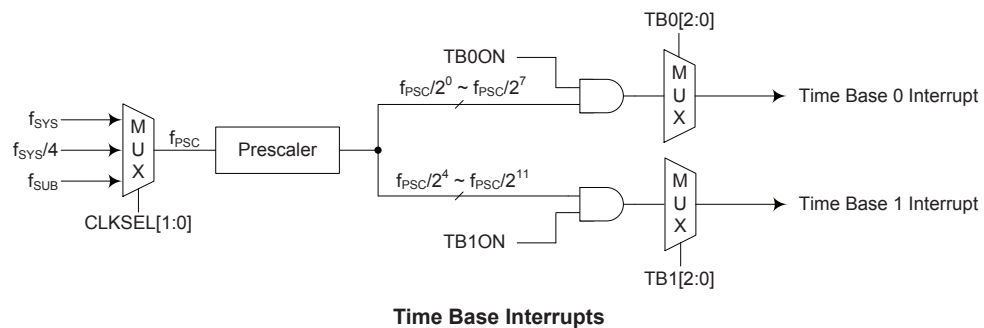 TB0[2:0]
TB0ON
M
U
X
f_PSC/2^0 ~ f_PSC/2^7
Time Base 0 Interrupt
f_SYS
f_SYS/4
f_SUB
M
U
X
f_PSC
Prescaler
CLKSEL[1:0]
f_PSC/2^4 ~ f_PSC/2^11
M
U
X
Time Base 1 Interrupt
TB1ON
TB1[2:0]
Time Base Interrupts